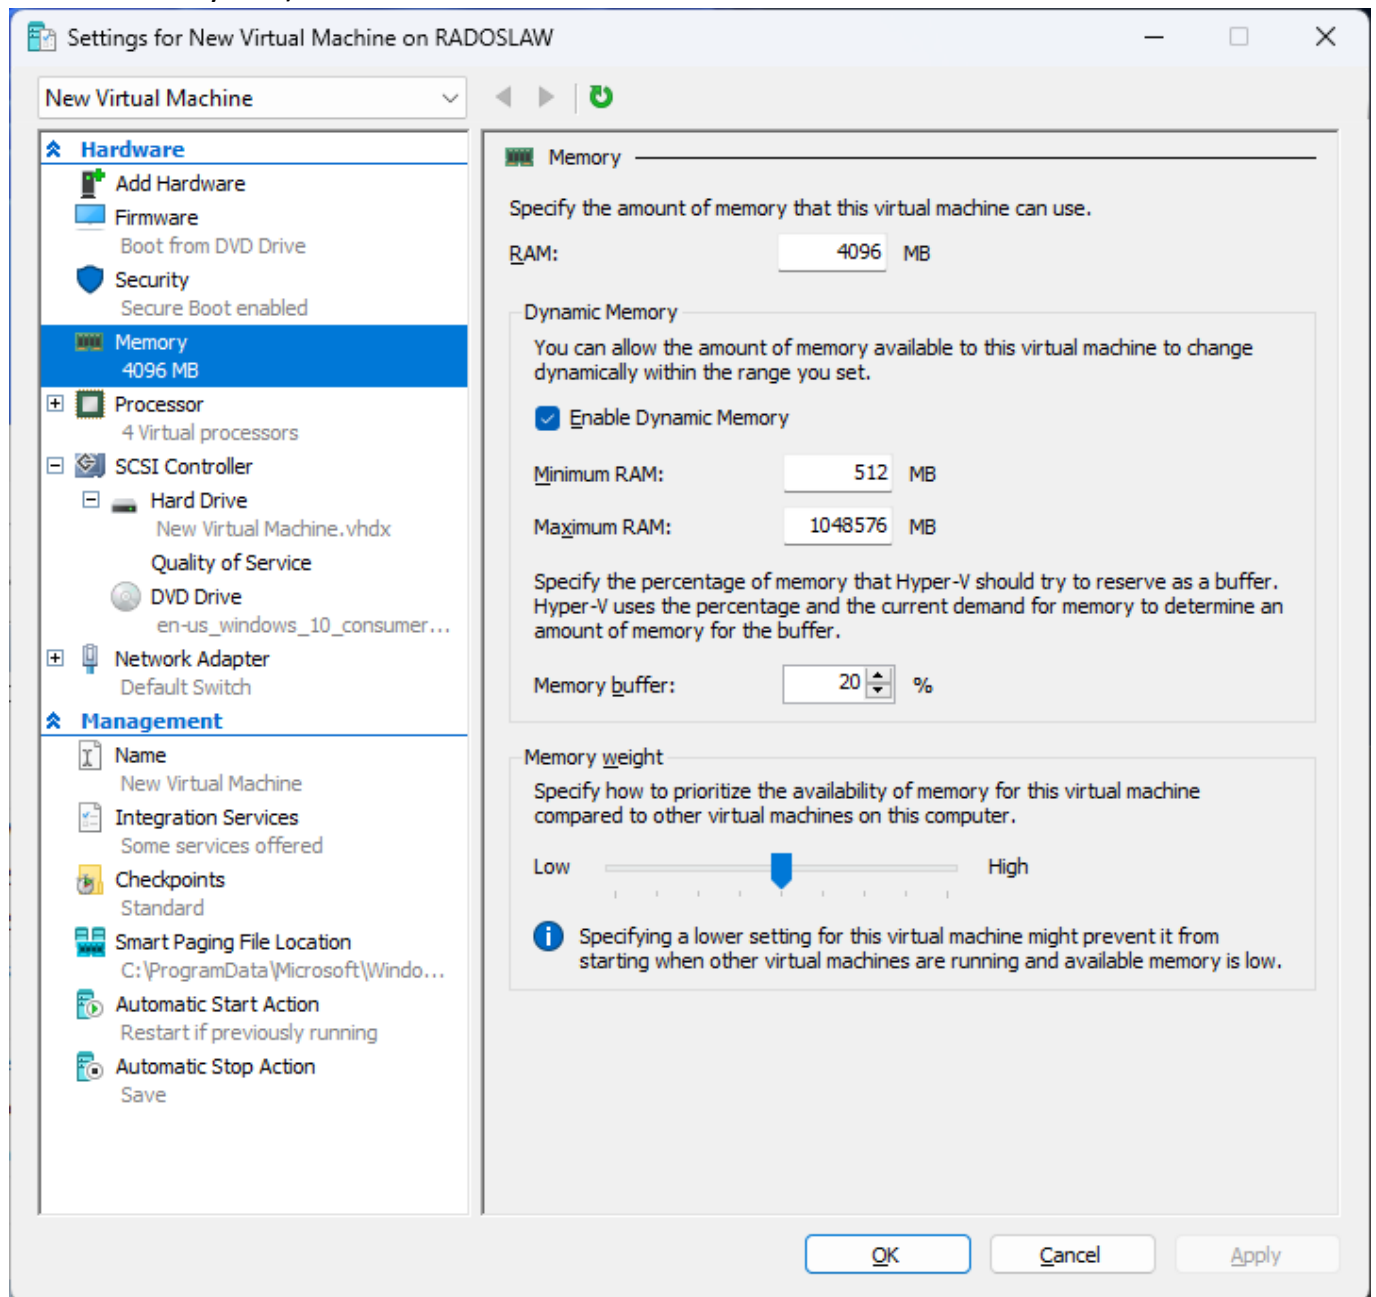 Settings for New Virtual Machine on RADOSLAW
New Virtual Machine
Hardware
Add Hardware
Firmware
Boot from DVD Drive
Security
Secure Boot enabled
Memory
4096 MB
Processor
4 Virtual processors
SCSI Controller
Hard Drive
New Virtual Machine.vhdx
Quality of Service
DVD Drive
en-us_windows_10_consumer...
Network Adapter
Default Switch
Management
Name
New Virtual Machine
Integration Services
Some services offered
Checkpoints
Standard
Smart Paging File Location
C:\ProgramData\Microsoft\Windo...
Automatic Start Action
Restart if previously running
Automatic Stop Action
Save
Memory
Specify the amount of memory that this virtual machine can use.
RAM: 4096 MB
Dynamic Memory
You can allow the amount of memory available to this virtual machine to change
dynamically within the range you set.
Enable Dynamic Memory
Minimum RAM: 512 MB
Maximum RAM: 1048576 MB
Specify the percentage of memory that Hyper-V should try to reserve as a buffer.
Hyper-V uses the percentage and the current demand for memory to determine an
amount of memory for the buffer.
Memory buffer: 20 %
Memory weight
Specify how to prioritize the availability of memory for this virtual machine
compared to other virtual machines on this computer.
Low High
Specifying a lower setting for this virtual machine might prevent it from
starting when other virtual machines are running and available memory is low.
OK Cancel Apply